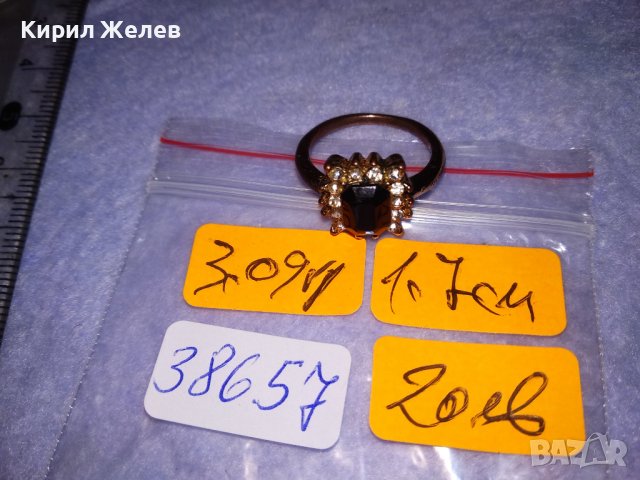 Кирил Желев
3,09гр
1.7см
38657
20лв
BAZAR